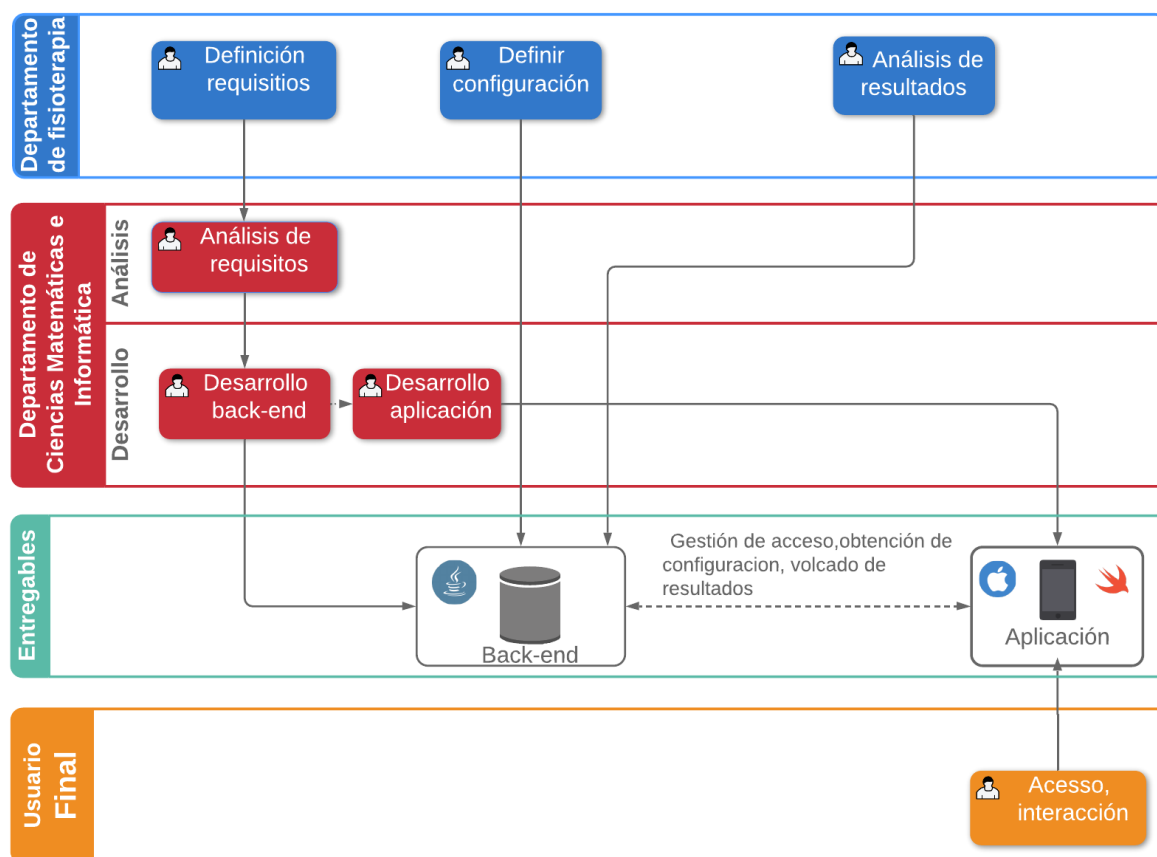 Departamento
de fisioterapia
Definición
requisitios
Definir
configuración
Análisis de
resultados
Departamento de
Ciencias Matemáticas e
Informática
Análisis
Análisis de
requisitos
Desarrollo
Desarrollo
back-end
Desarrollo
aplicación
Entregables
Back-end
Gestión de acceso,obtención de
configuracion, volcado de
resultados
Aplicación
Usuario
Final
Acesso,
interacción